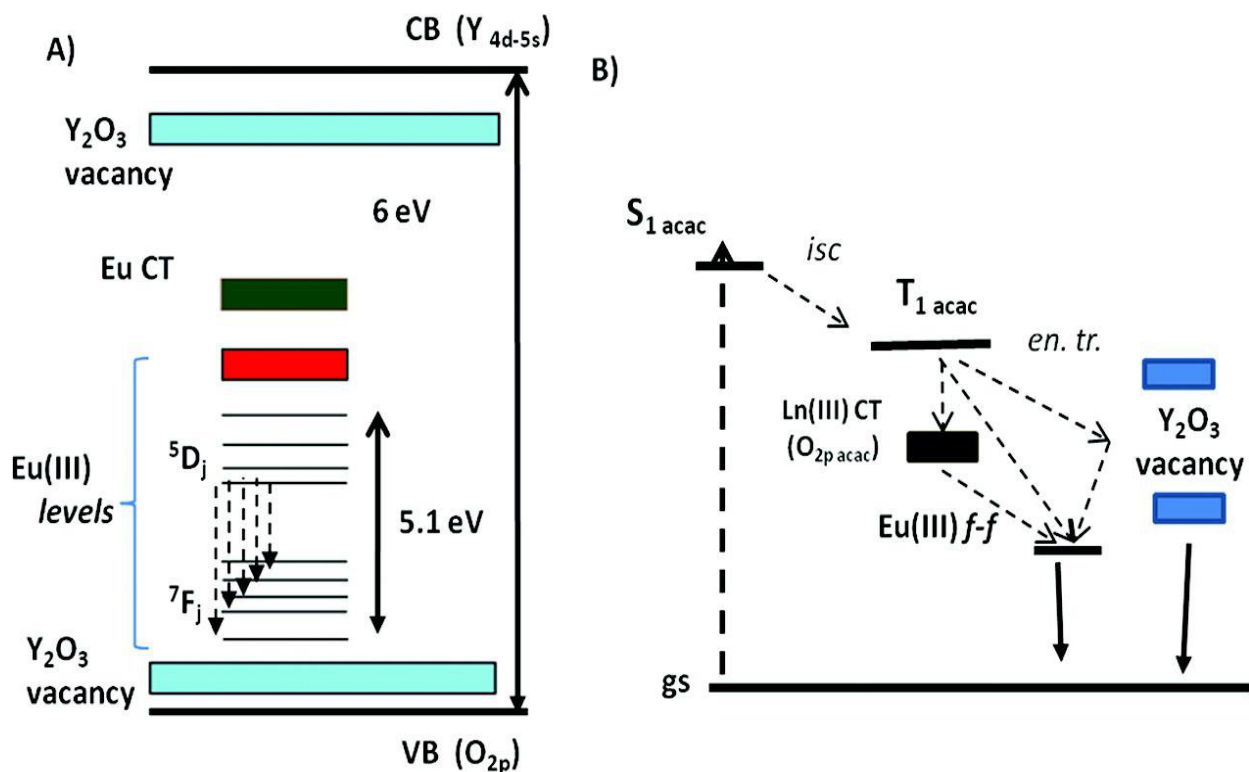 A)
CB (Y 4d-5s)
Y2O3
vacancy
6 eV
Eu CT
5Dj
Eu(III)
levels
5.1 eV
7Fj
Y2O3
vacancy
VB (O2p)
B)
S1 acac
isc
T1 acac
en. tr.
Ln(III) CT
(O2p acac)
Y2O3
vacancy
Eu(III) f-f
gs